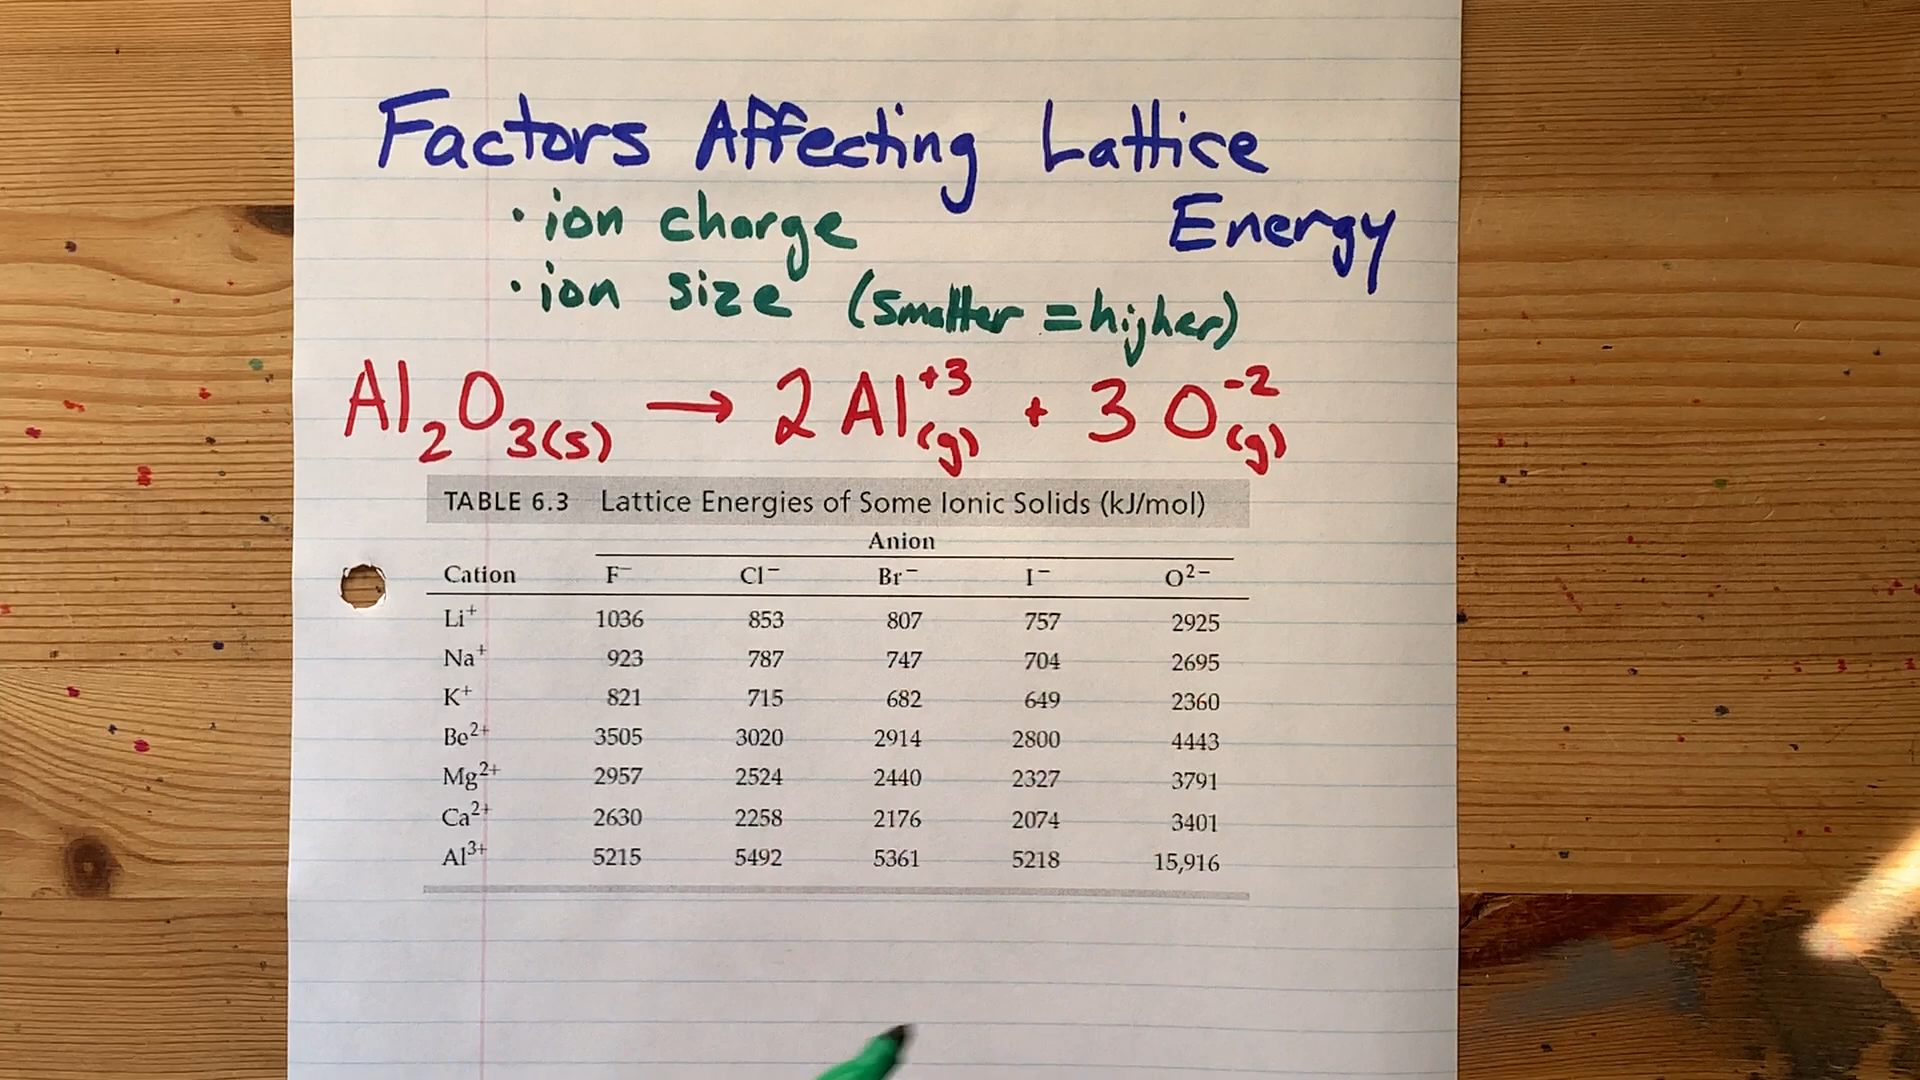 Factors Affecting Lattice
Energy
· ion charge
· ion size (smaller = higher)
Al₂O₃(s) → 2 Al⁺³(g) + 3 O⁻²(g)
TABLE 6.3 Lattice Energies of Some Ionic Solids (kJ/mol)
Anion
Cation F⁻ Cl⁻ Br⁻ I⁻ O²⁻
Li⁺ 1036 853 807 757 2925
Na⁺ 923 787 747 704 2695
K⁺ 821 715 682 649 2360
Be²⁺ 3505 3020 2914 2800 4443
Mg²⁺ 2957 2524 2440 2327 3791
Ca²⁺ 2630 2258 2176 2074 3401
Al³⁺ 5215 5492 5361 5218 15,916